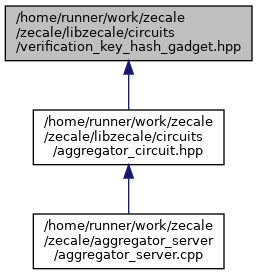 /home/runner/work/zecale
/zecale/libzecale/circuits
/verification_key_hash_gadget.hpp
/home/runner/work/zecale
/zecale/libzecale/circuits
/aggregator_circuit.hpp
/home/runner/work/zecale
/zecale/aggregator_server
/aggregator_server.cpp